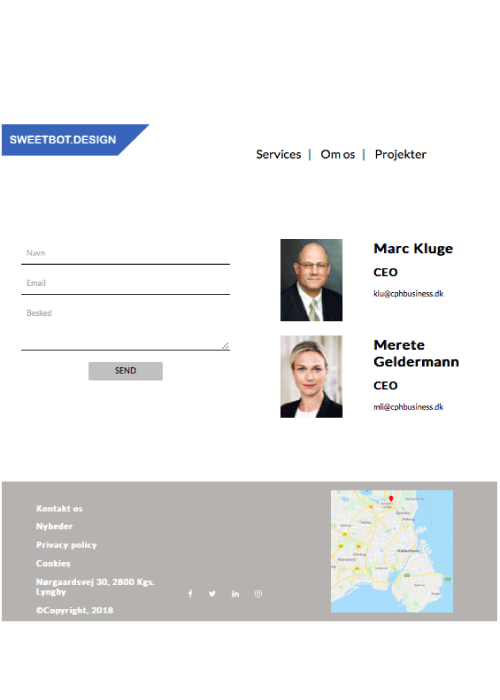 SWEETBOT.DESIGN
Services | Om os | Projekter
Navn
Email
Besked
SEND
Marc Kluge
CEO
klu@cphbusiness.dk
Merete
Geldermann
CEO
mli@cphbusiness.dk
Kontakt os
Nyheder
Privacy policy
Cookies
Nørgaardsvej 30, 2800 Kgs.
Lyngby
©Copyright, 2018